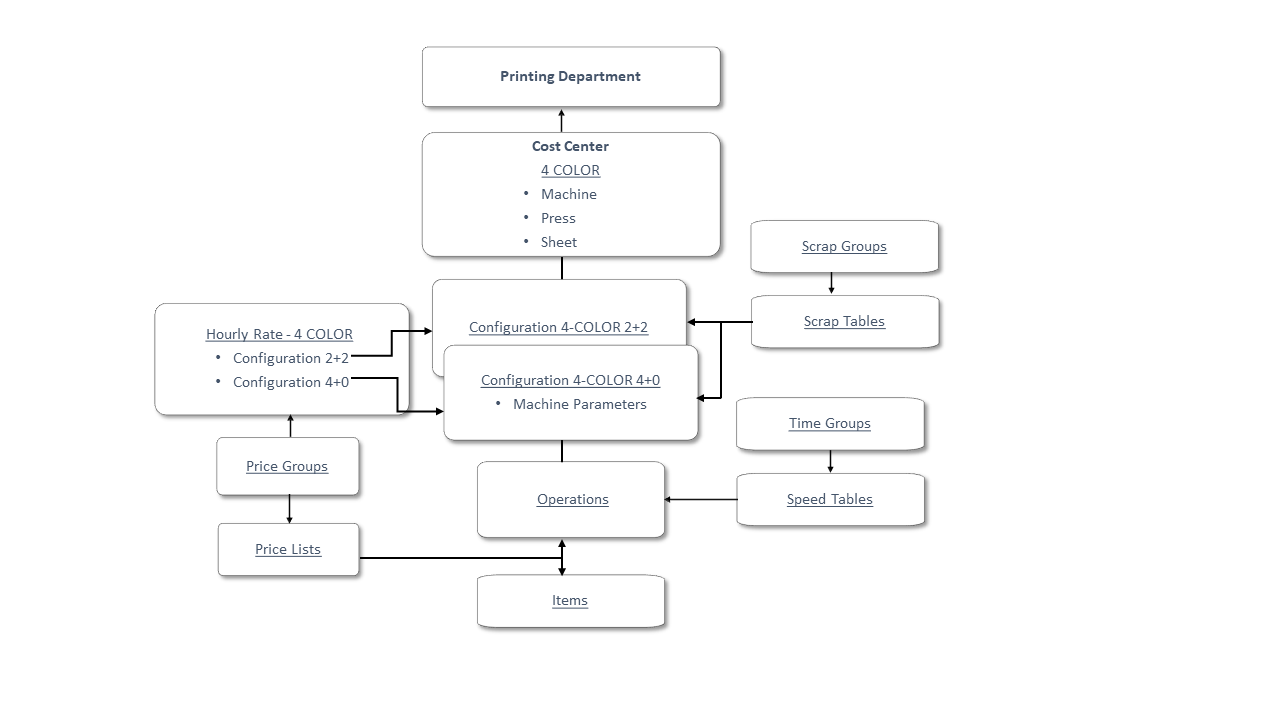 Printing Department
Cost Center
4 COLOR
• Machine
• Press
• Sheet
Scrap Groups
Scrap Tables
Hourly Rate - 4 COLOR
• Configuration 2+2
• Configuration 4+0
Configuration 4-COLOR 2+2
Configuration 4-COLOR 4+0
• Machine Parameters
Time Groups
Speed Tables
Price Groups
Operations
Price Lists
Items